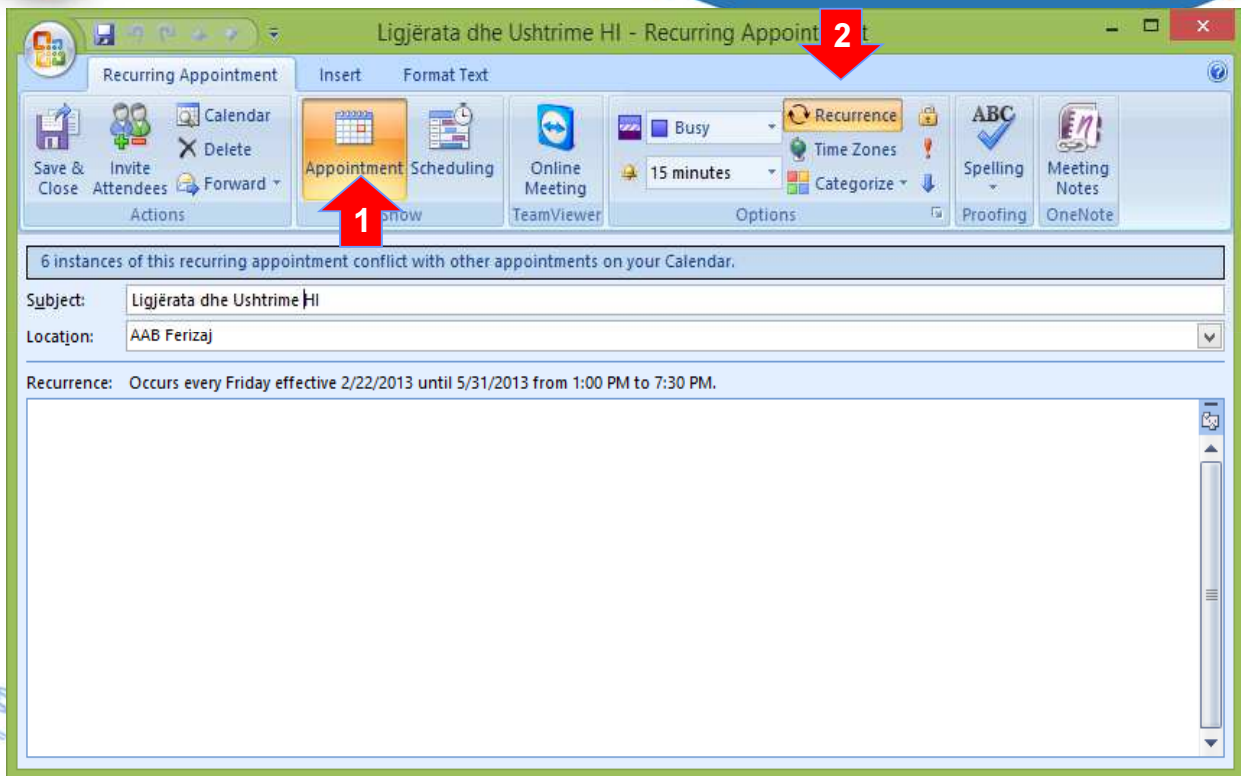 Ligjërata dhe Ushtrime HI - Recurring Appoint t
2
Recurring Appointment Insert Format Text
Save & Close
Invite Attendees
Calendar
Delete
Forward
Actions
Appointment
Scheduling
Show
1
Online Meeting
TeamViewer
Busy
15 minutes
Recurrence
Time Zones
Categorize
Options
ABC
Spelling
Proofing
Meeting Notes
OneNote
6 instances of this recurring appointment conflict with other appointments on your Calendar.
Subject: Ligjërata dhe Ushtrime HI
Location: AAB Ferizaj
Recurrence: Occurs every Friday effective 2/22/2013 until 5/31/2013 from 1:00 PM to 7:30 PM.